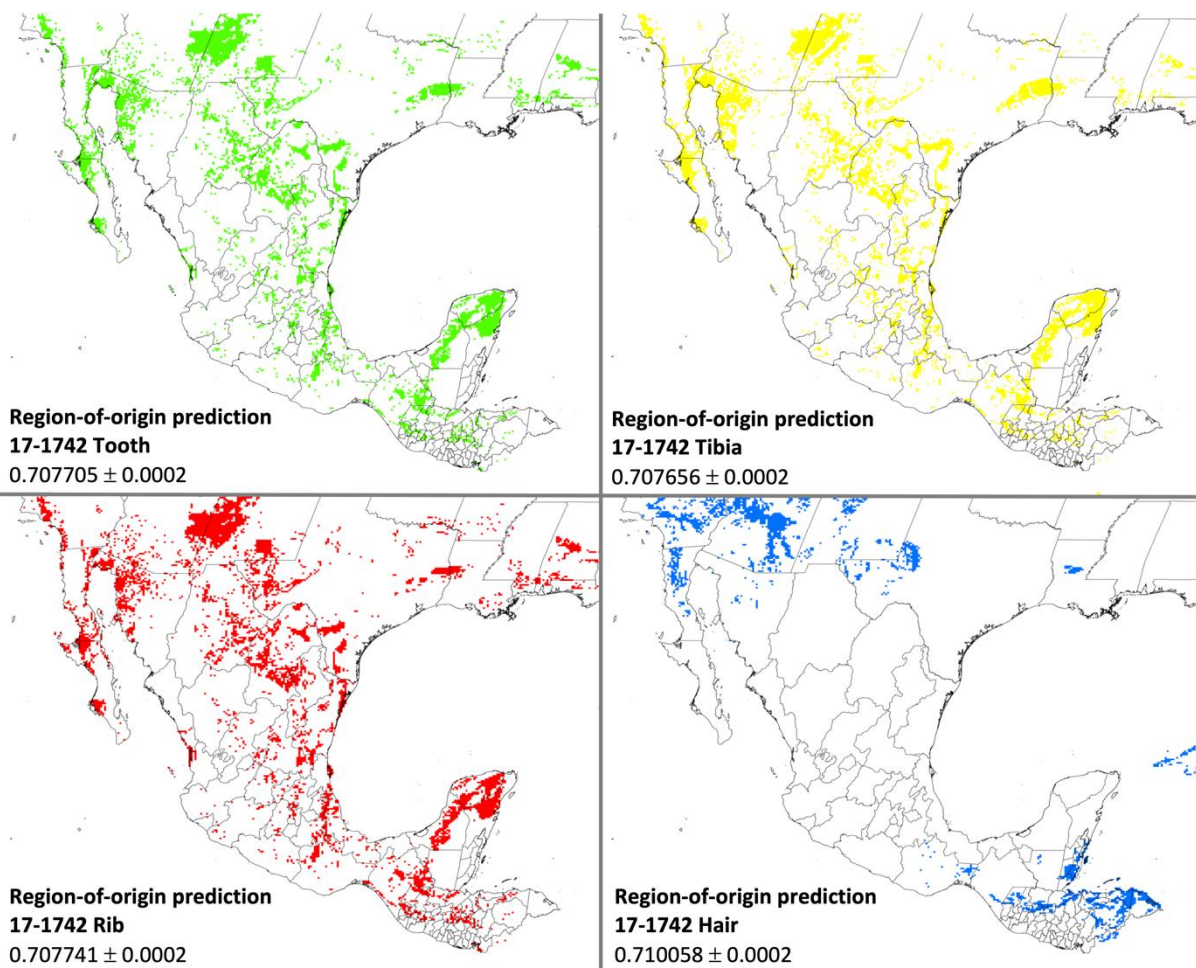 Region-of-origin prediction
17-1742 Tooth
0.707705 ± 0.0002
Region-of-origin prediction
17-1742 Tibia
0.707656 ± 0.0002
Region-of-origin prediction
17-1742 Rib
0.707741 ± 0.0002
Region-of-origin prediction
17-1742 Hair
0.710058 ± 0.0002